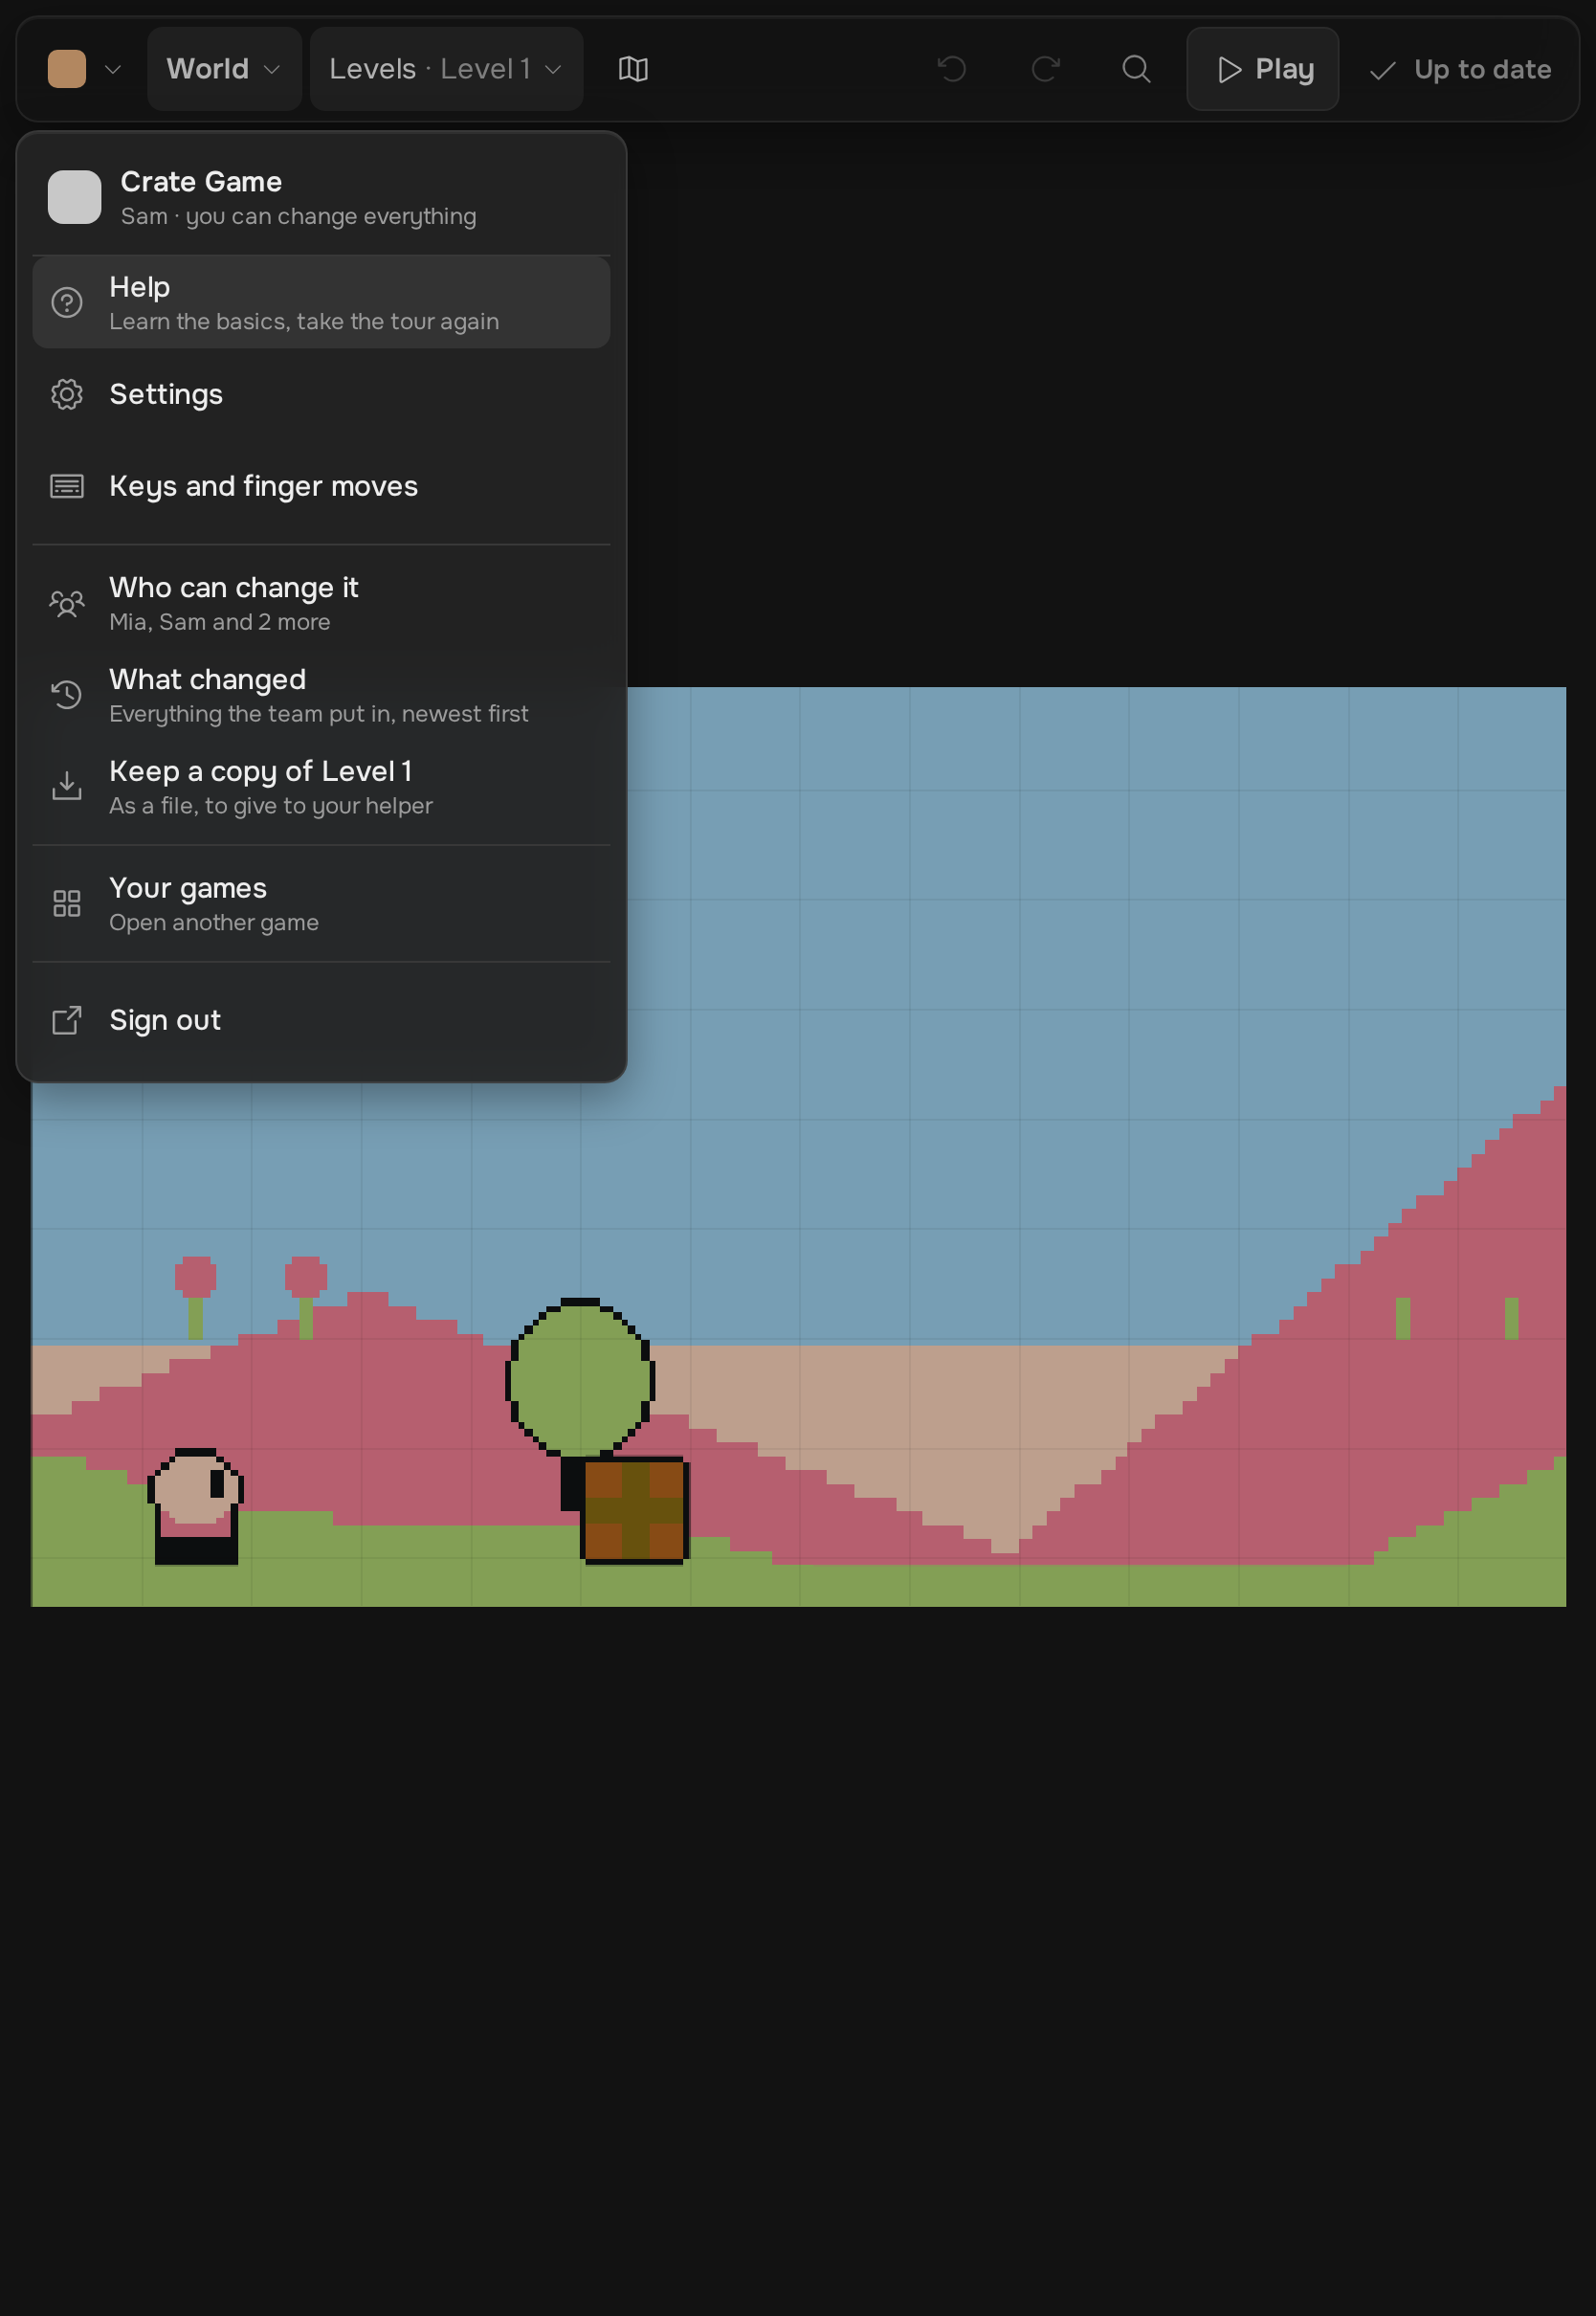 World
Levels · Level 1
Play
Up to date
Crate Game
Sam · you can change everything
Help
Learn the basics, take the tour again
Settings
Keys and finger moves
Who can change it
Mia, Sam and 2 more
What changed
Everything the team put in, newest first
Keep a copy of Level 1
As a file, to give to your helper
Your games
Open another game
Sign out